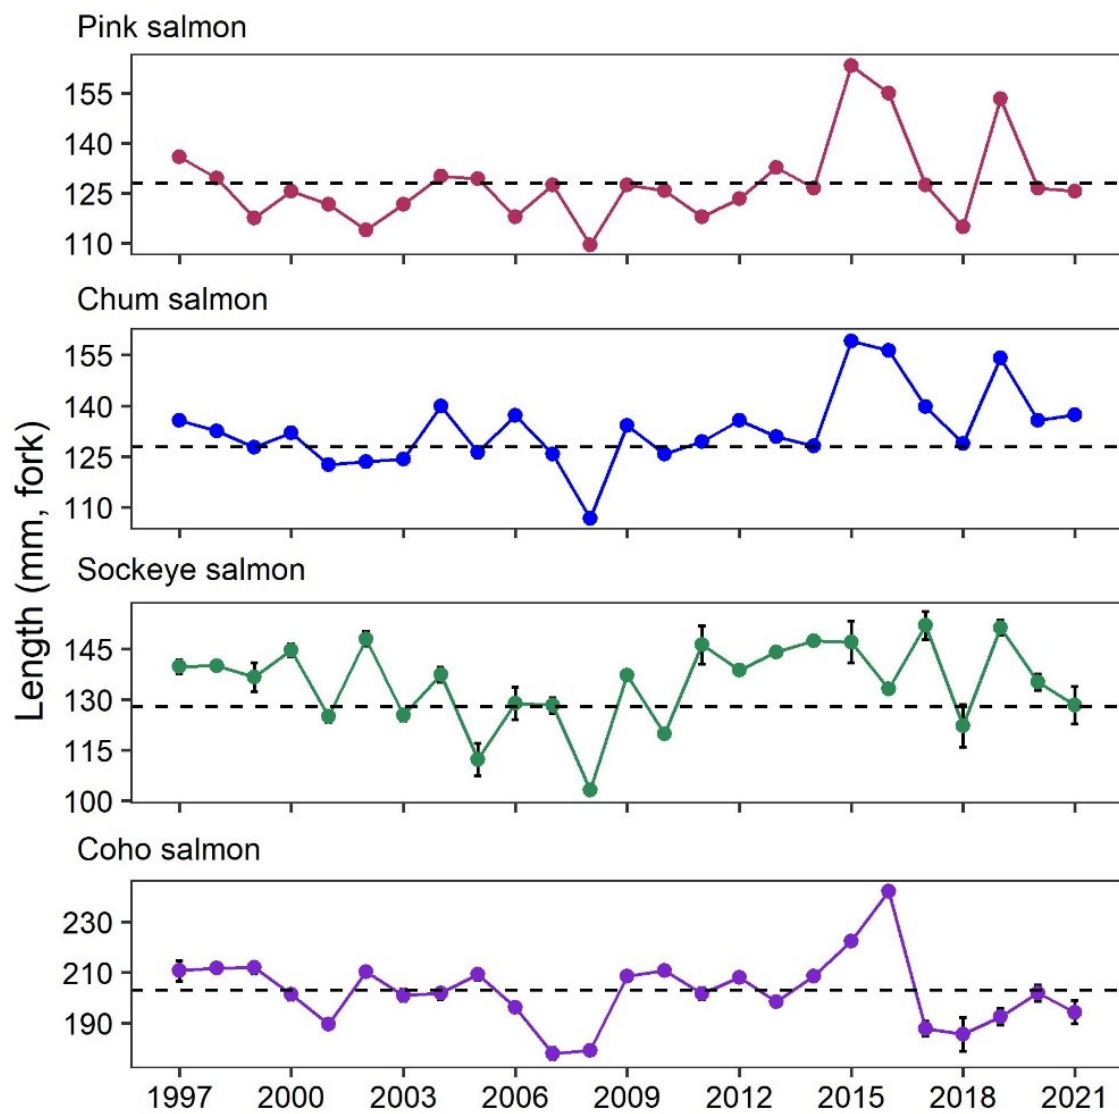 Pink salmon
155
140
125
110
Chum salmon
155
140
125
110
Length (mm, fork)
Sockeye salmon
145
130
115
100
Coho salmon
230
210
190
1997 2000 2003 2006 2009 2012 2015 2018 2021